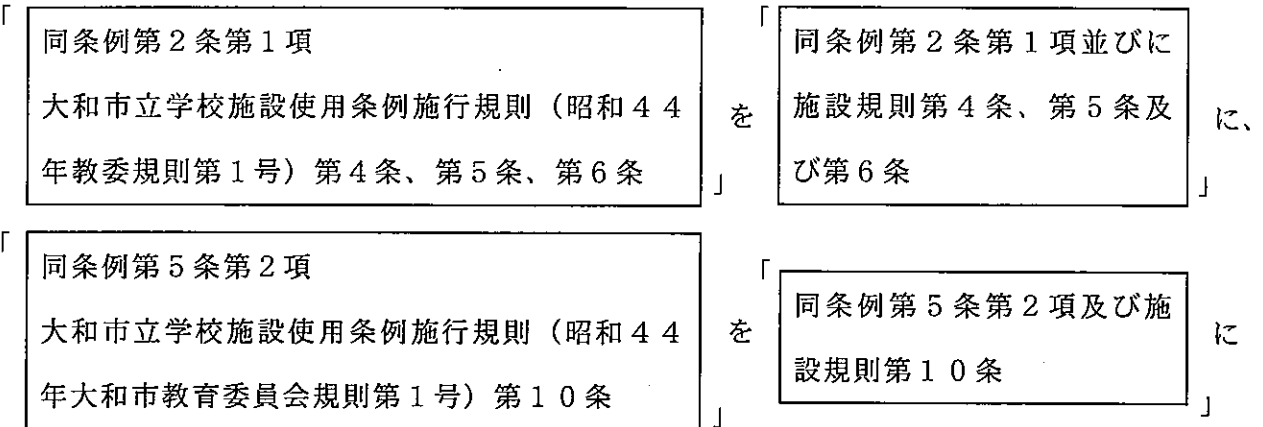 「
同条例第2条第1項
大和市立学校施設使用条例施行規則（昭和44
年教委規則第1号）第4条、第5条、第6条
」
を
「
同条例第2条第1項並びに
施設規則第4条、第5条及
び第6条
」
に、
「
同条例第5条第2項
大和市立学校施設使用条例施行規則（昭和44
年大和市教育委員会規則第1号）第10条
」
を
「
同条例第5条第2項及び施
設規則第10条
」
に